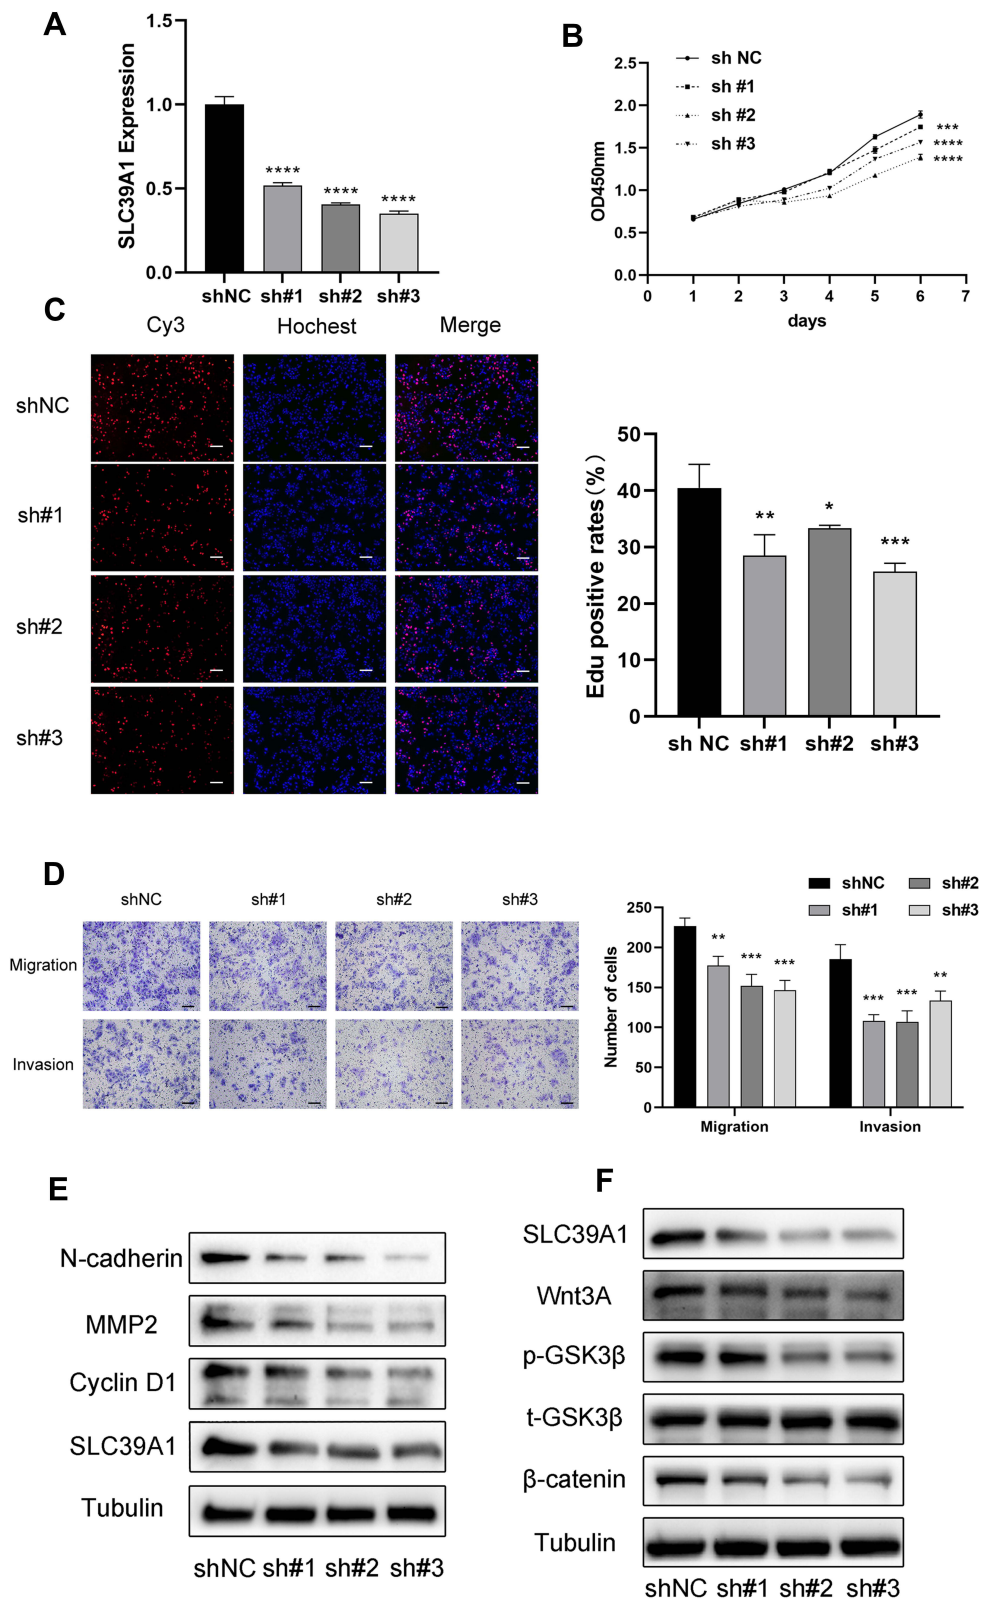 A
SLC39A1 Expression
1.5
1.0
0.5
0.0
****
****
****
shNC sh#1 sh#2 sh#3
B
OD450nm
2.5
2.0
1.5
1.0
0.5
0.0
sh NC
sh #1
sh #2
sh #3
***
****
****
0 1 2 3 4 5 6 7
days
C
Cy3 Hochest Merge
shNC
sh#1
sh#2
sh#3
Edu positive rates(%)
50
40
30
20
10
0
**
*
***
sh NC sh#1 sh#2 sh#3
D
shNC sh#1 sh#2 sh#3
Migration
Invasion
shNC sh#2
sh#1 sh#3
Number of cells
250
200
150
100
50
0
** *** ***
*** *** **
Migration Invasion
E
N-cadherin
MMP2
Cyclin D1
SLC39A1
Tubulin
shNC sh#1 sh#2 sh#3
F
SLC39A1
Wnt3A
p-GSK3β
t-GSK3β
β-catenin
Tubulin
shNC sh#1 sh#2 sh#3